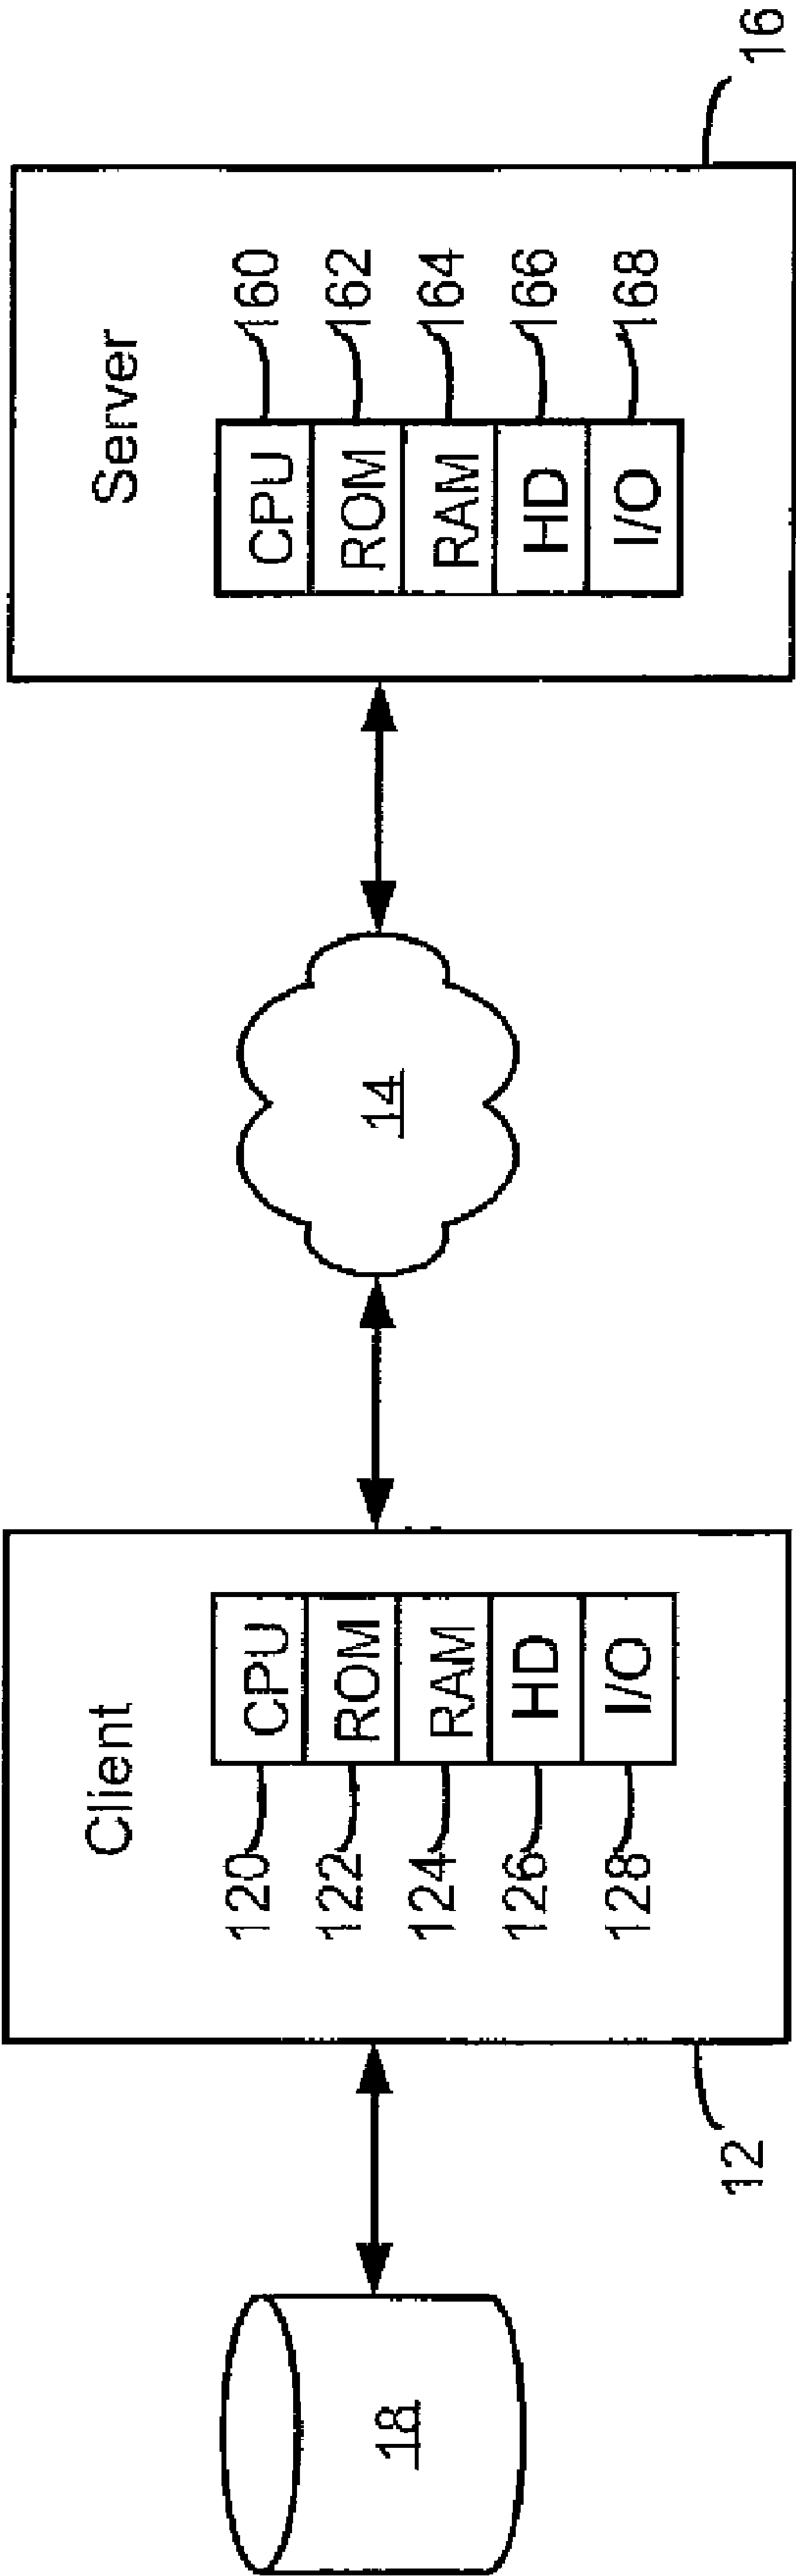 Client
Server
120 CPU
122 ROM
124 RAM
126 HD
128 I/O
CPU 160
ROM 162
RAM 164
HD 166
I/O 168
18
14
12
16